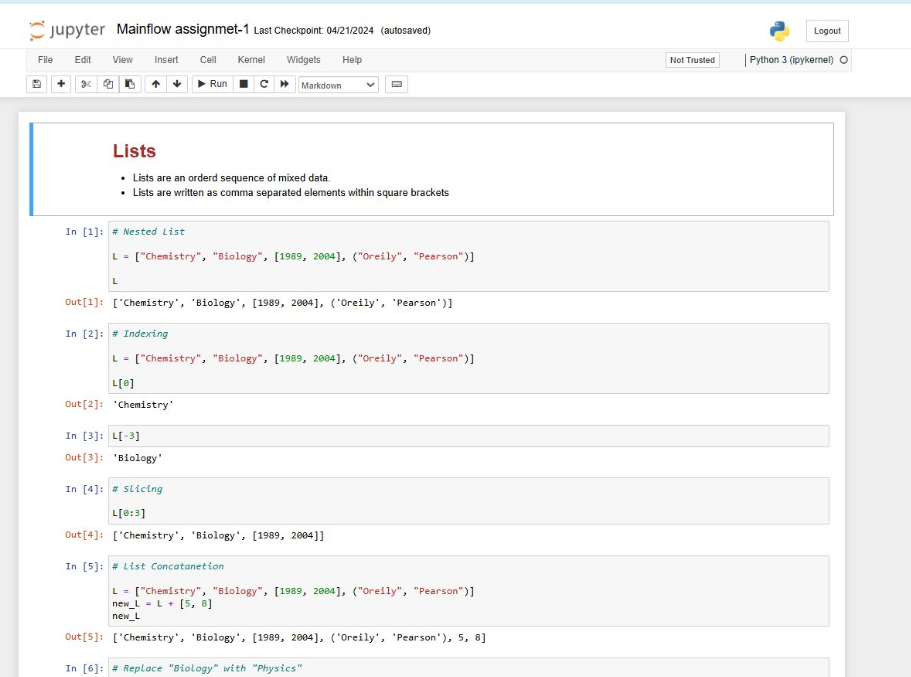 jupyter Mainflow assignmet-1 Last Checkpoint: 04/21/2024 (autosaved)
Logout
File Edit View Insert Cell Kernel Widgets Help
Not Trusted
Python 3 (ipykernel)
Run
Markdown
Lists
• Lists are an orderd sequence of mixed data.
• Lists are written as comma separated elements within square brackets
In [1]: # Nested List
L = ["Chemistry", "Biology", [1989, 2004], ("Oreily", "Pearson")]
L
Out[1]: ['Chemistry', 'Biology', [1989, 2004], ('Oreily', 'Pearson')]
In [2]: # Indexing
L = ["Chemistry", "Biology", [1989, 2004], ("Oreily", "Pearson")]
L[0]
Out[2]: 'Chemistry'
In [3]: L[-3]
Out[3]: 'Biology'
In [4]: # Slicing
L[0:3]
Out[4]: ['Chemistry', 'Biology', [1989, 2004]]
In [5]: # List Concatanetion
L = ["Chemistry", "Biology", [1989, 2004], ("Oreily", "Pearson")]
new_L = L + [5, 8]
new_L
Out[5]: ['Chemistry', 'Biology', [1989, 2004], ('Oreily', 'Pearson'), 5, 8]
In [6]: # Replace "Biology" with "Physics"